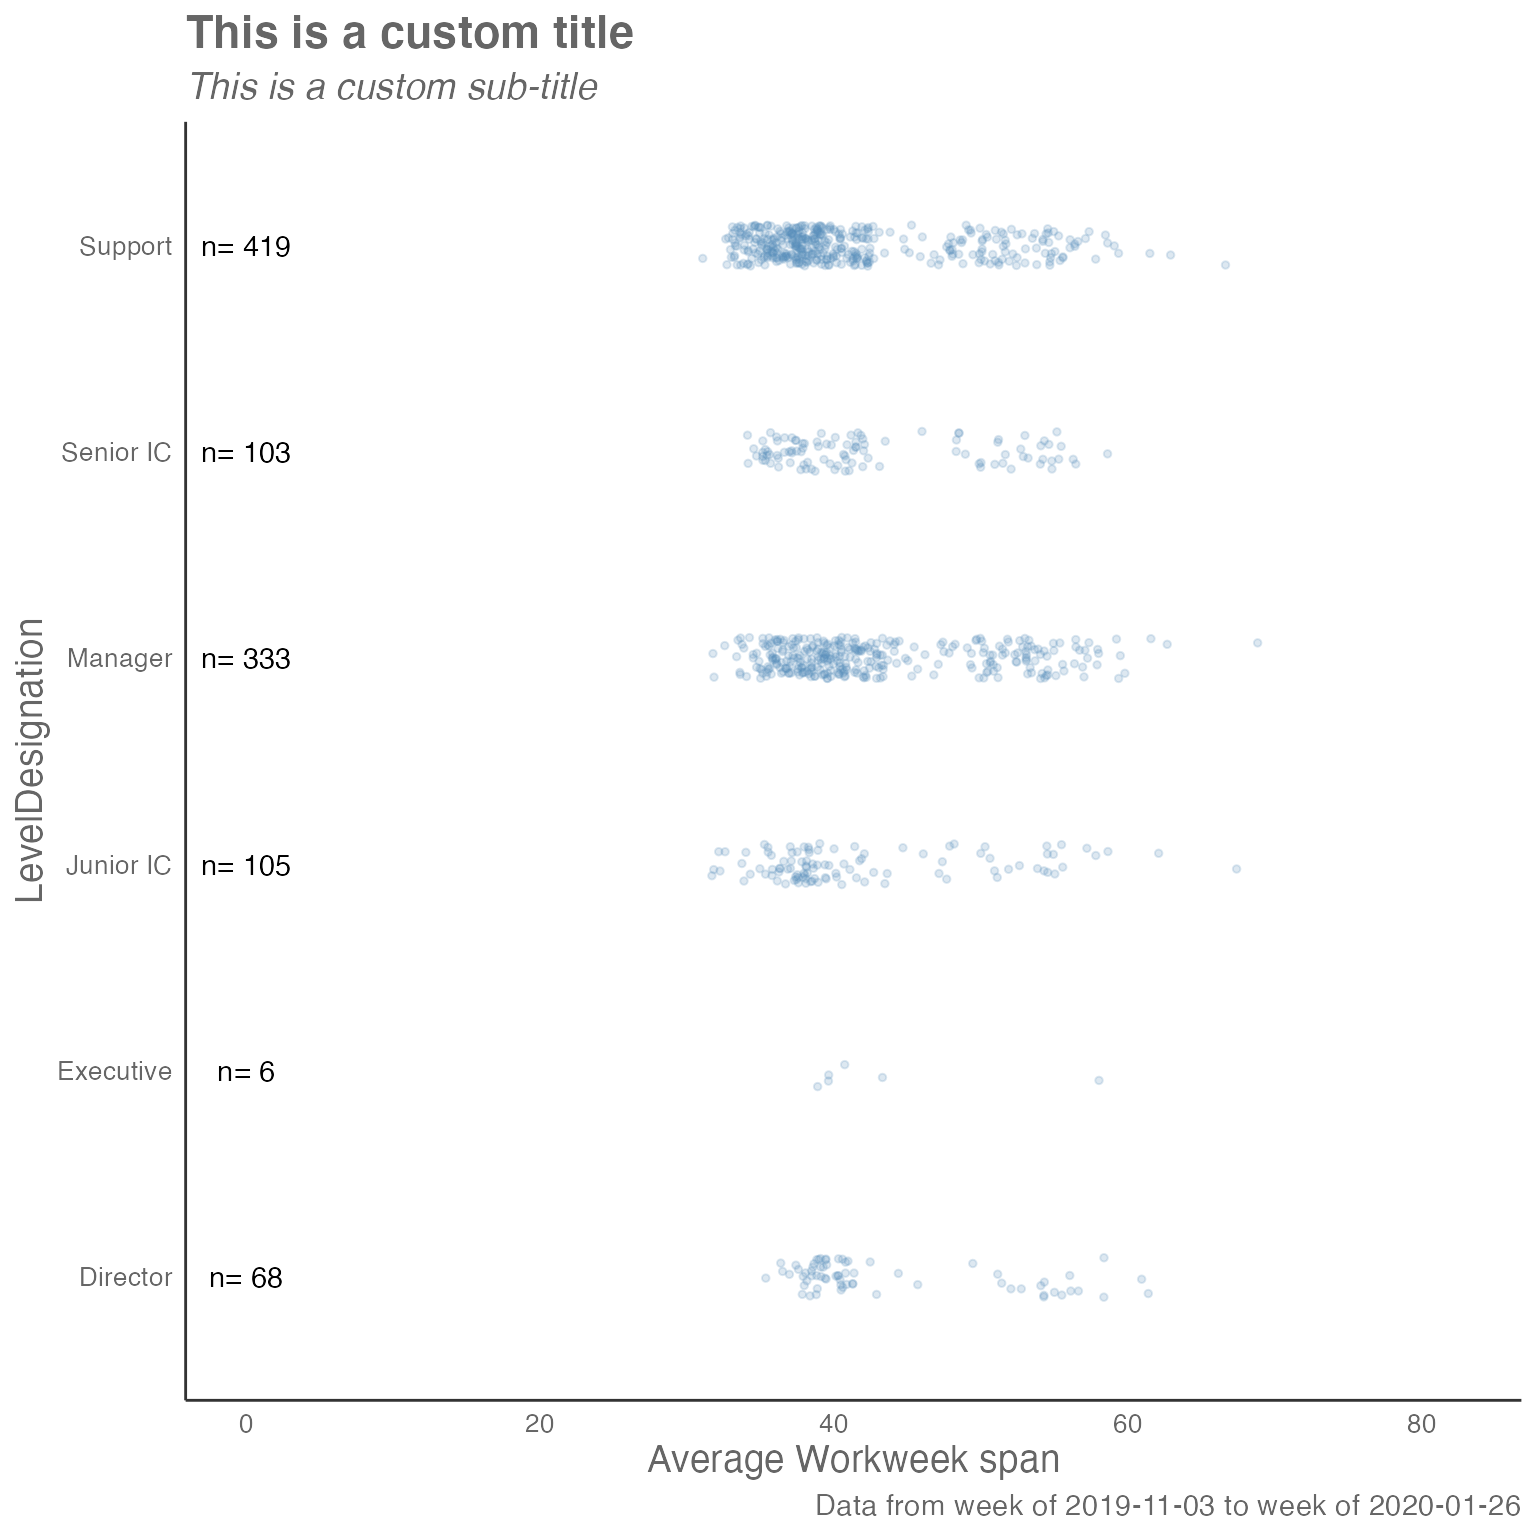 This is a custom title
This is a custom sub-title
Support n= 419
Senior IC n= 103
Manager n= 333
Junior IC n= 105
Executive n= 6
Director n= 68
LevelDesignation
0 20 40 60 80
Average Workweek span
Data from week of 2019-11-03 to week of 2020-01-26